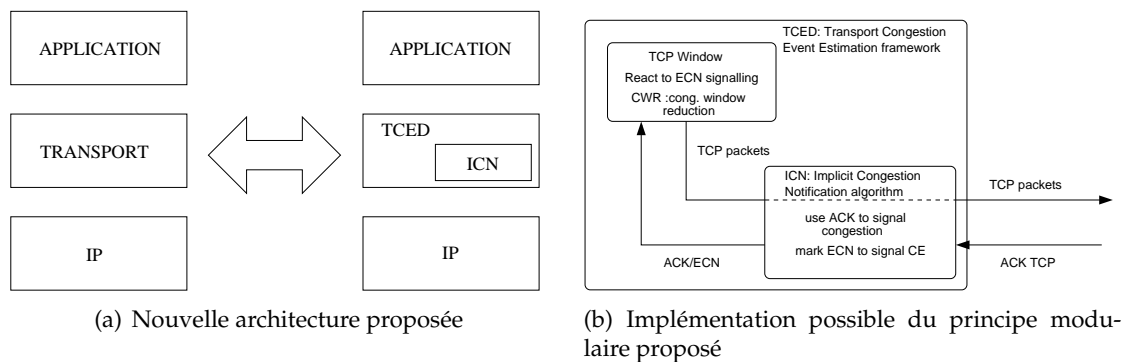 APPLICATION
TRANSPORT
IP
APPLICATION
TCED
ICN
IP
(a) Nouvelle architecture proposée
TCED: Transport Congestion
Event Estimation framework
TCP Window
React to ECN signalling
CWR :cong. window
reduction
TCP packets
ICN: Implicit Congestion
Notification algorithm
use ACK to signal
congestion
mark ECN to signal CE
TCP packets
ACK/ECN
ACK TCP
(b) Implémentation possible du principe modu-
laire proposé